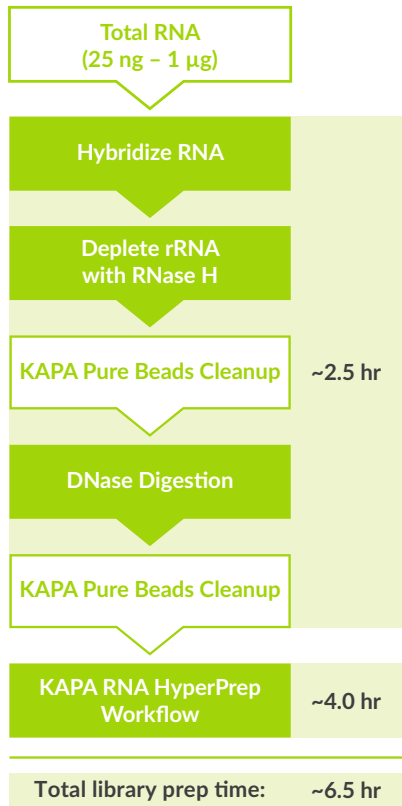 Total RNA
(25 ng – 1 µg)
Hybridize RNA
Deplete rRNA
with RNase H
KAPA Pure Beads Cleanup
~2.5 hr
DNase Digestion
KAPA Pure Beads Cleanup
KAPA RNA HyperPrep
Workflow
~4.0 hr
Total library prep time: ~6.5 hr